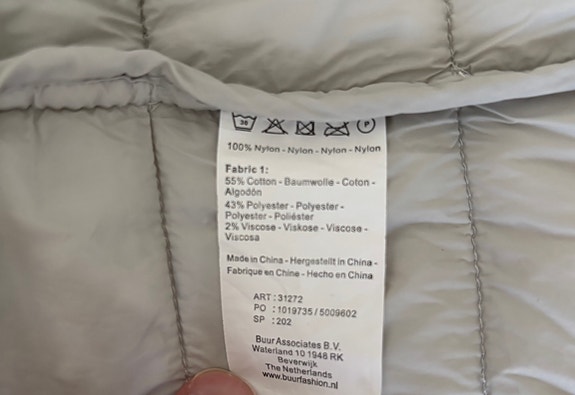 30 P
100% Nylon - Nylon - Nylon - Nylon
Fabric 1:
55% Cotton - Baumwolle - Coton -
Algodón
43% Polyester - Polyester -
Polyester - Poliéster
2% Viscose - Viskose - Viscose -
Viscosa
Made in China - Hergestellt in China -
Fabriqué en Chine - Hecho en China
ART : 31272
PO : 1019735 / 5009602
SP : 202
Buur Associates B.V.
Waterland 10 1948 RK
Beverwijk
The Netherlands
www.buurfashion.nl